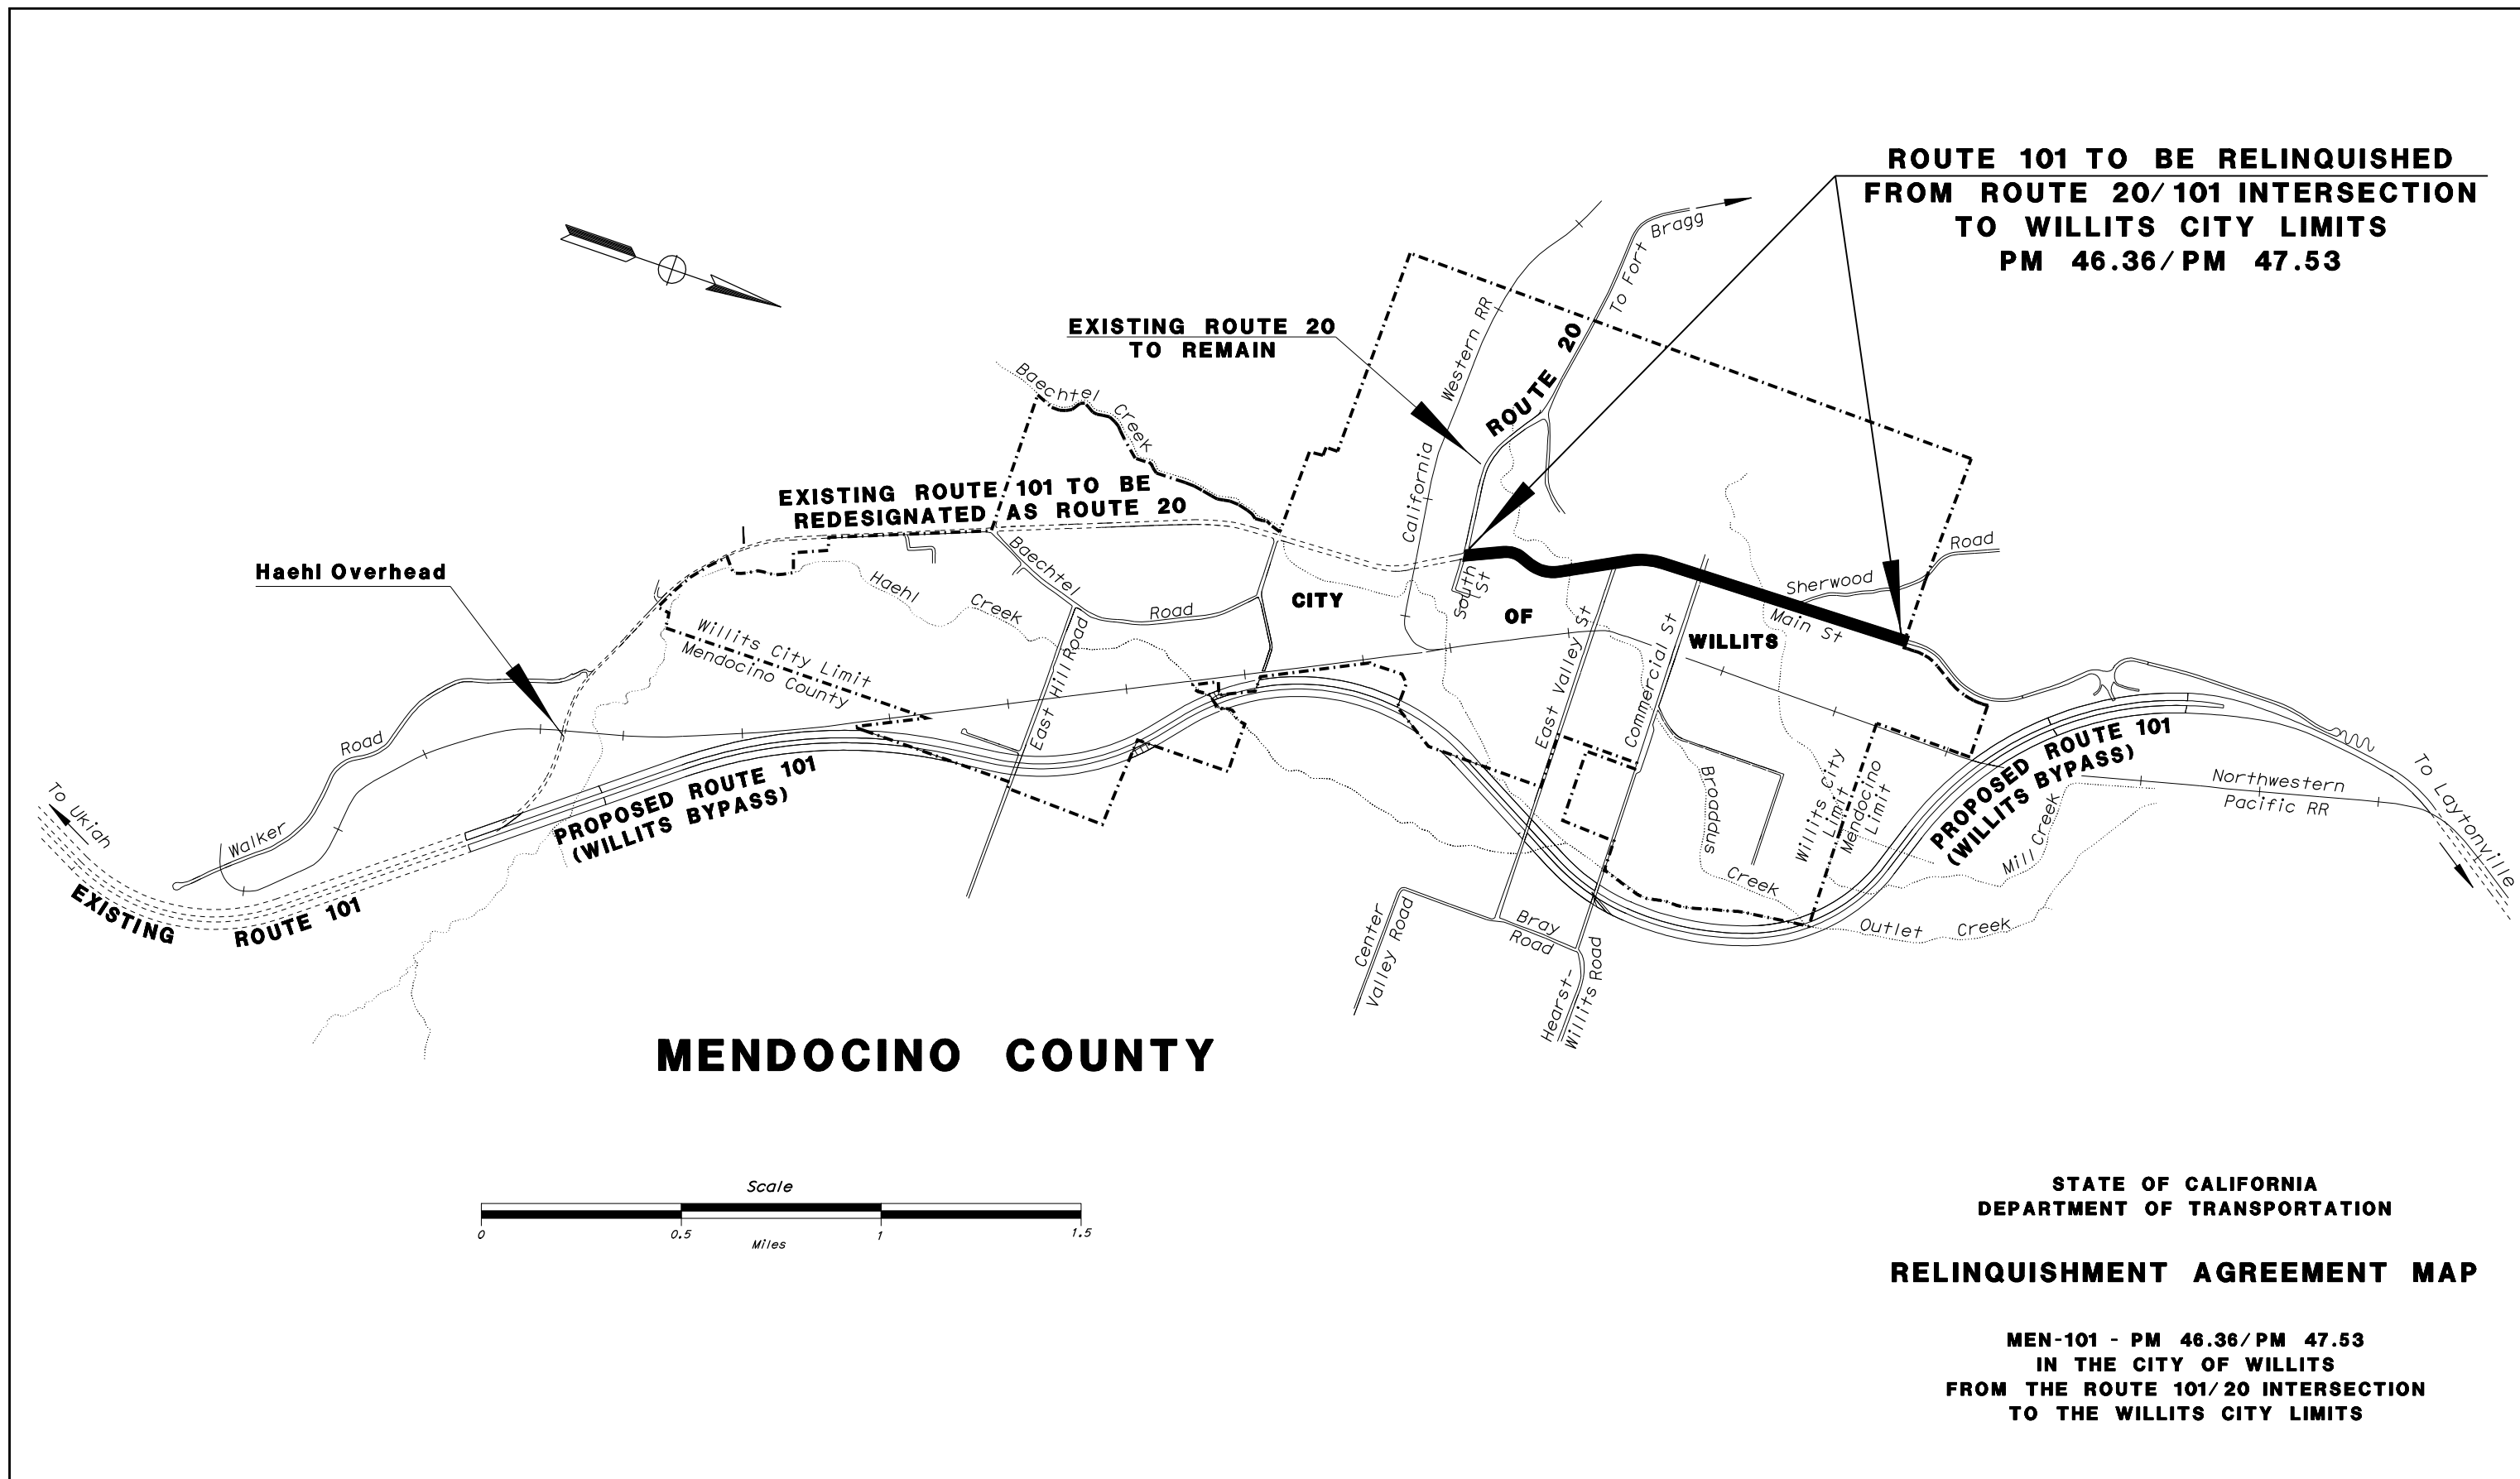 ROUTE 101 TO BE RELINQUISHED
FROM ROUTE 20/101 INTERSECTION
TO WILLITS CITY LIMITS
PM 46.36/PM 47.53
EXISTING ROUTE 20
TO REMAIN
California Western RR
ROUTE 20
To Fort Bragg
Baechtel Creek
EXISTING ROUTE 101 TO BE
REDESIGNATED AS ROUTE 20
Haehl Overhead
Haehl Creek
Baechtel Road
Willits City Limit
Mendocino County
East Hill Road
CITY
OF
WILLITS
South St
East Valley St
Commercial St
Main St
Sherwood Road
Walker Road
To Ukiah
EXISTING ROUTE 101
PROPOSED ROUTE 101
(WILLITS BYPASS)
Broaddus Creek
Willits City Limit
Mendocino Limit
PROPOSED ROUTE 101
(WILLITS BYPASS)
Mill Creek
Northwestern
Pacific RR
To Laytonville
Outlet Creek
Center
Valley Road
Bray
Road
Hearst-
Willits Road
MENDOCINO COUNTY
Scale
0 0.5 1 1.5
Miles
STATE OF CALIFORNIA
DEPARTMENT OF TRANSPORTATION
RELINQUISHMENT AGREEMENT MAP
MEN-101 - PM 46.36/PM 47.53
IN THE CITY OF WILLITS
FROM THE ROUTE 101/20 INTERSECTION
TO THE WILLITS CITY LIMITS